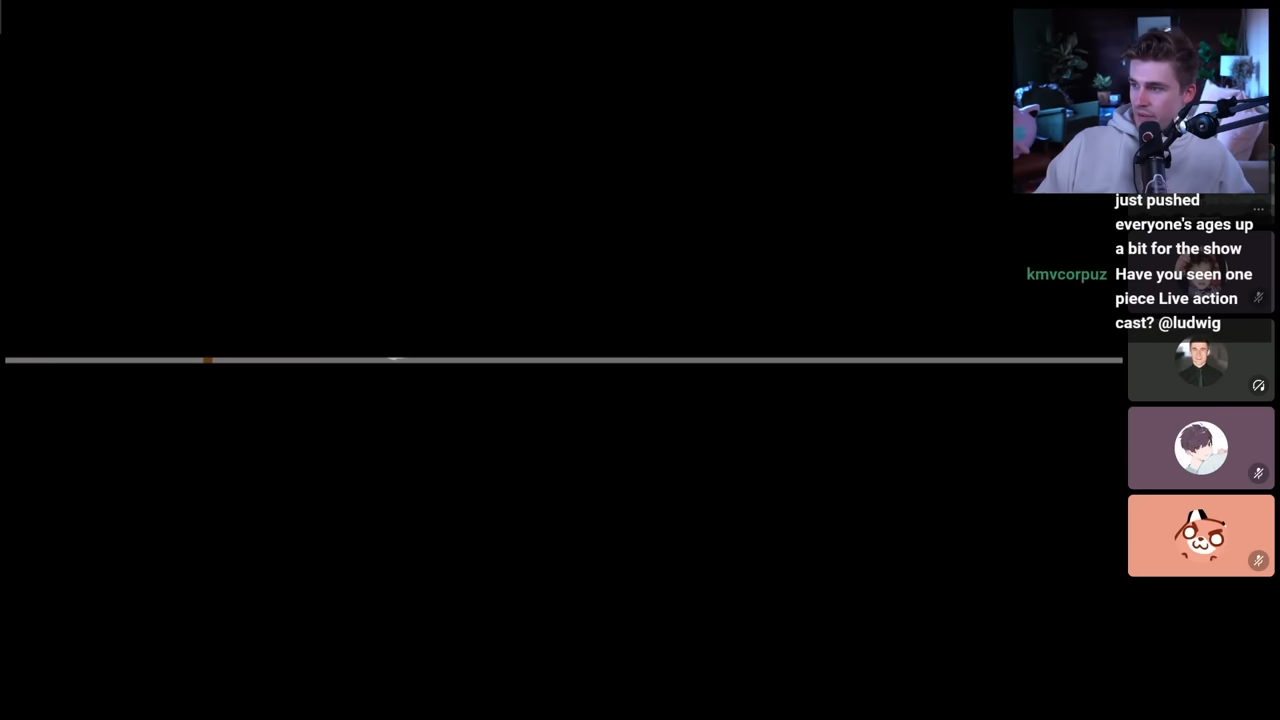 just pushed
everyone's ages up
a bit for the show
kmvcorpuz Have you seen one
piece Live action
cast? @ludwig